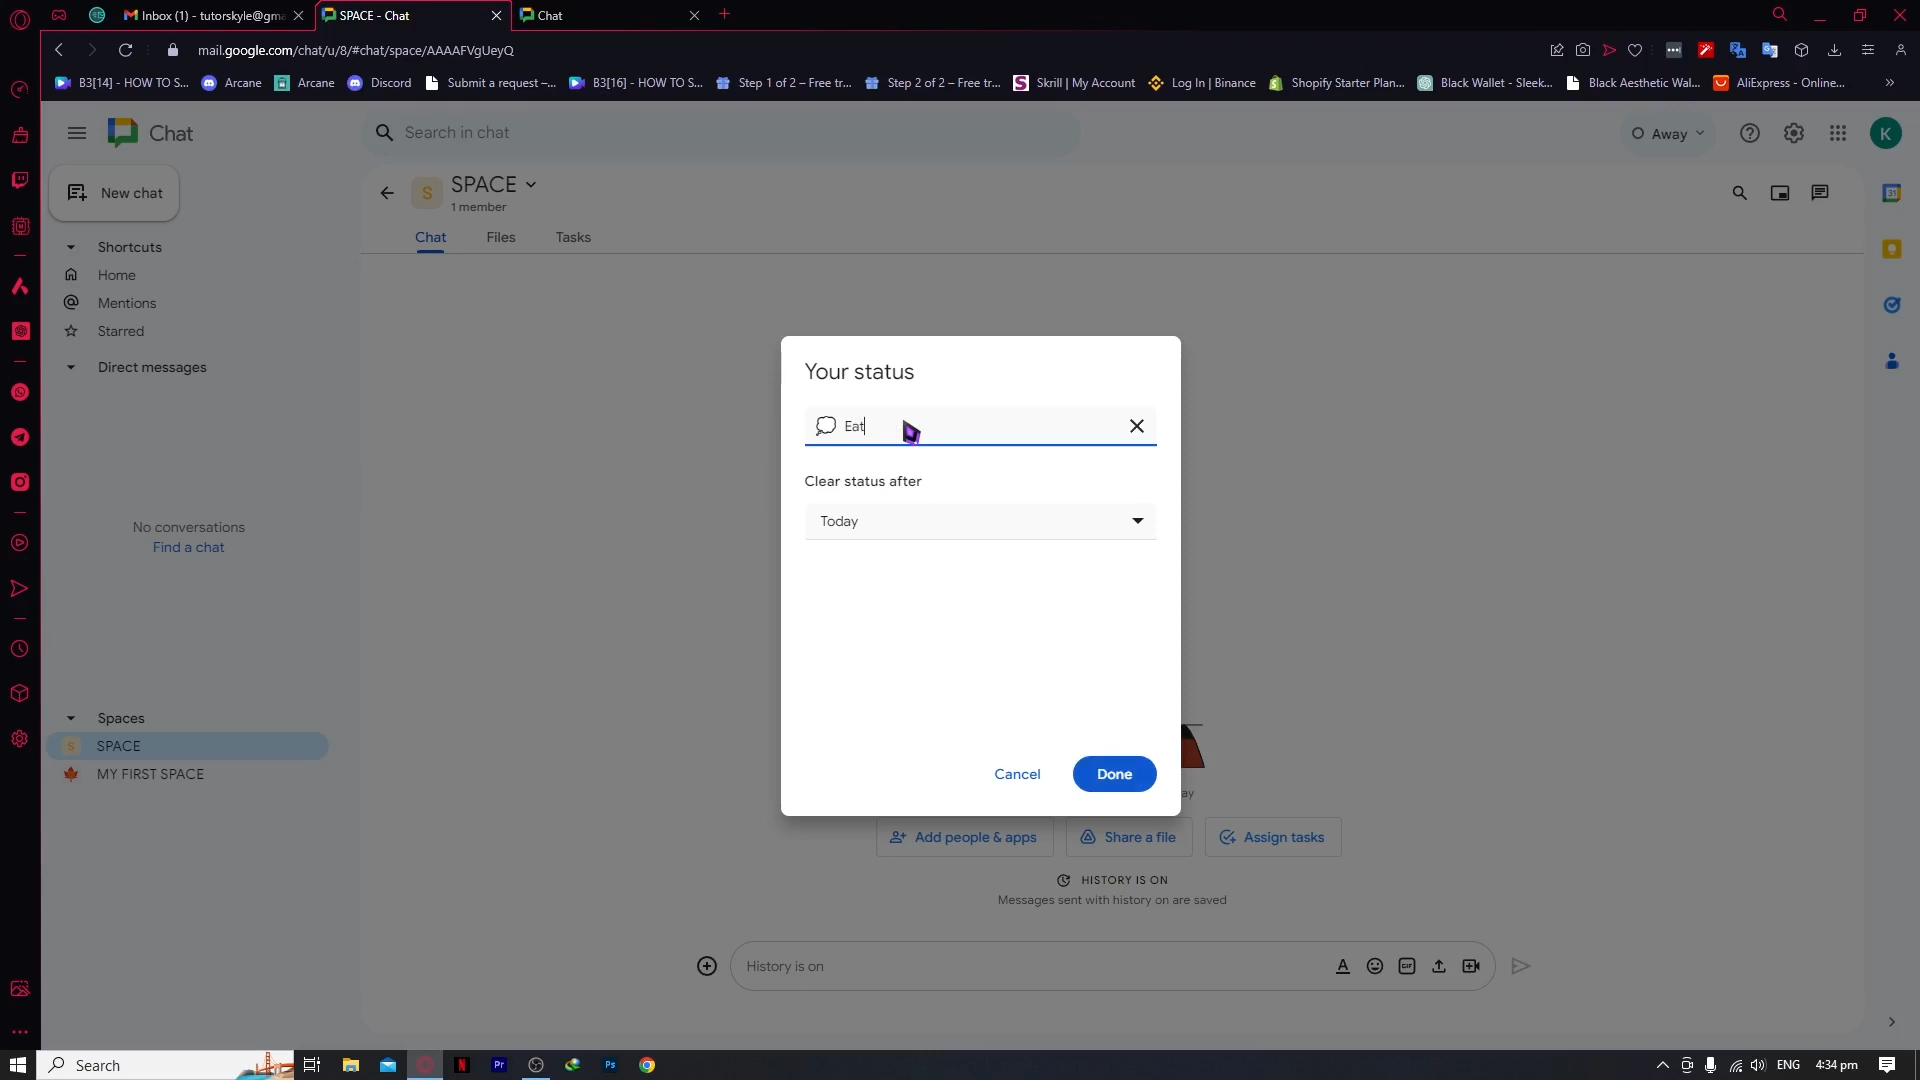 Inbox (1) - tutorskyle@gma
SPACE - Chat
Chat
mail.google.com/chat/u/8/#chat/space/AAAAFVgUeyQ
B3[14] - HOW TO S...
Arcane
Arcane
Discord
Submit a request –...
B3[16] - HOW TO S...
Step 1 of 2 – Free tr...
Step 2 of 2 – Free tr...
Skrill | My Account
Log In | Binance
Shopify Starter Plan...
Black Wallet - Sleek...
Black Aesthetic Wal...
AliExpress - Online...
Chat
Search in chat
Away
K
New chat
S
SPACE
1 member
Chat
Files
Tasks
Shortcuts
Home
Mentions
Starred
Direct messages
No conversations
Find a chat
Spaces
S
SPACE
MY FIRST SPACE
Your status
Eat
Clear status after
Today
Cancel
Done
ay
Add people & apps
Share a file
Assign tasks
HISTORY IS ON
Messages sent with history on are saved
History is on
GIF
Search
ENG
4:34 pm